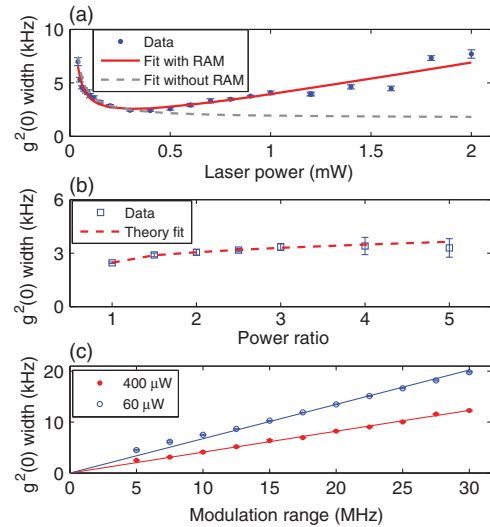 (a)
10
5
0
g²(0) width (kHz)
Data
Fit with RAM
Fit without RAM
0 0.5 1 1.5 2
Laser power (mW)
(b)
6
3
0
g²(0) width (kHz)
Data
Theory fit
1 2 3 4 5
Power ratio
(c)
20
10
0
g²(0) width (kHz)
400 μW
60 μW
0 5 10 15 20 25 30
Modulation range (MHz)